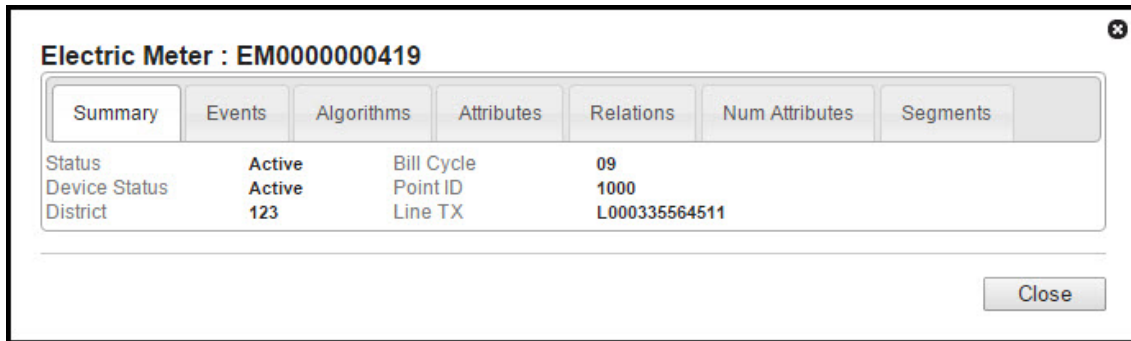 Electric Meter : EM0000000419
Summary Events Algorithms Attributes Relations Num Attributes Segments
Status Active Bill Cycle 09
Device Status Active Point ID 1000
District 123 Line TX L000335564511
Close